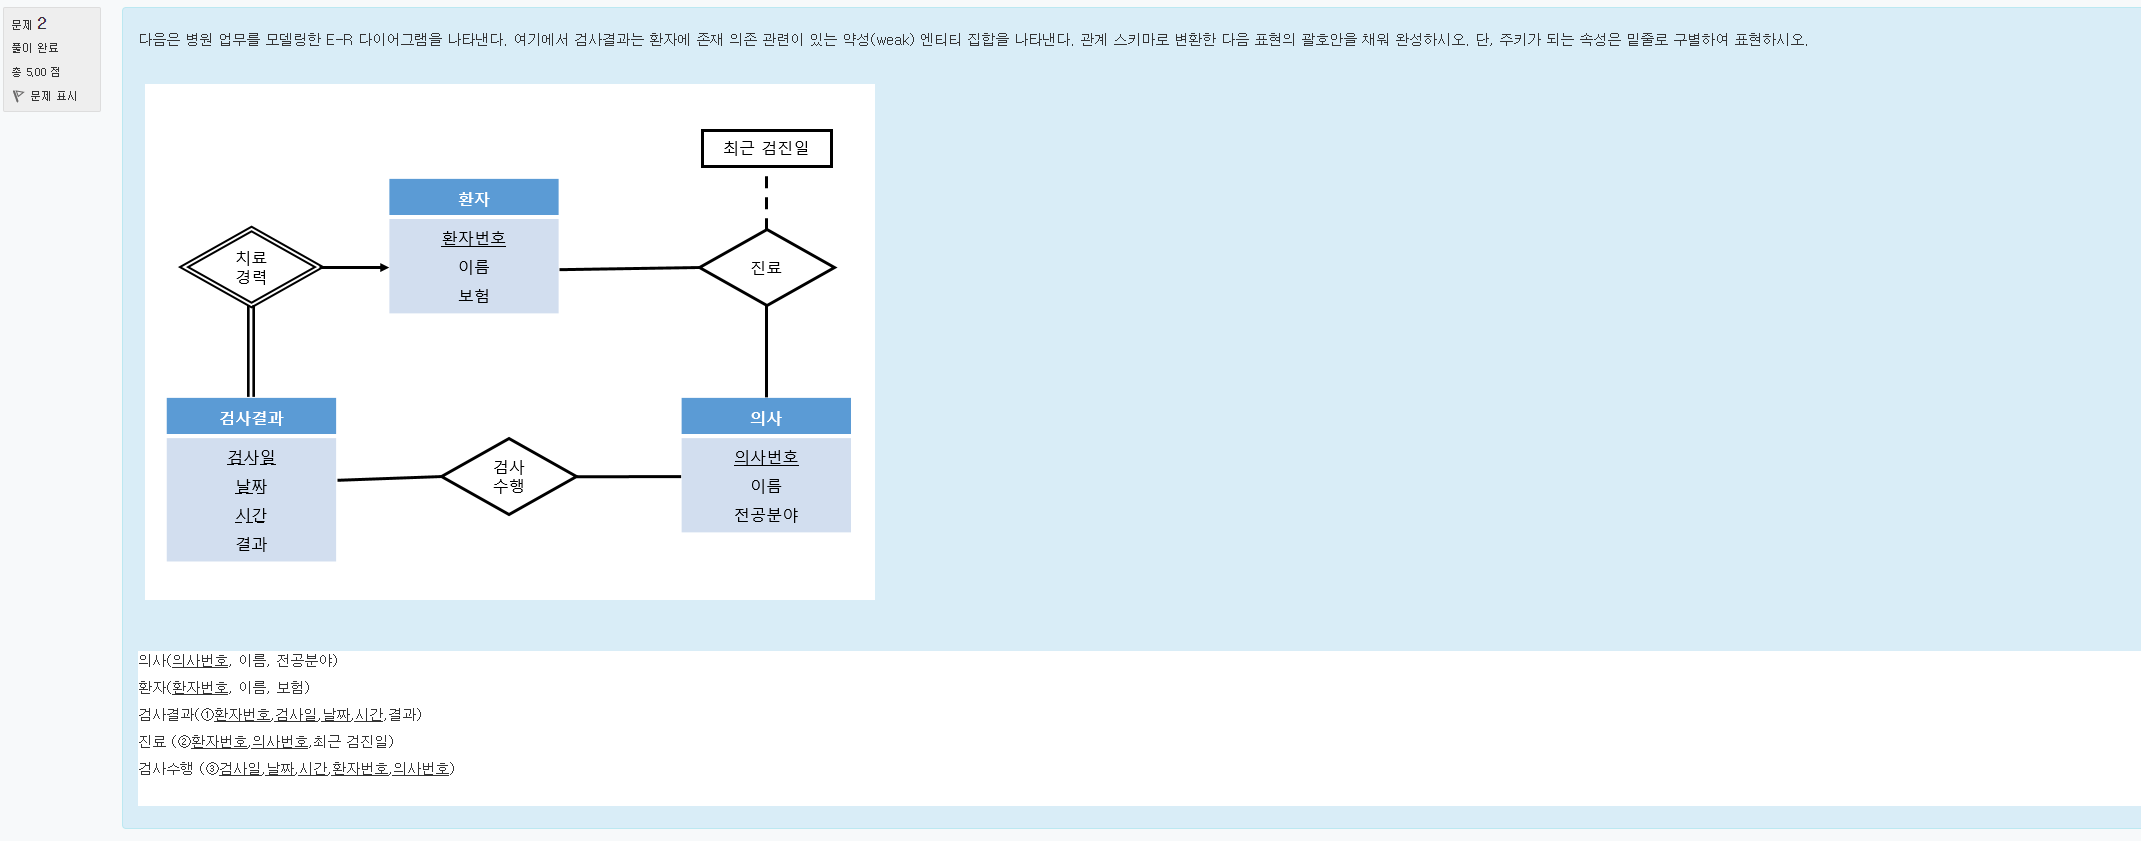 문제 2
풀이 완료
총 5.00 점
문제 표시
다음은 병원 업무를 모델링한 E-R 다이어그램을 나타낸다. 여기에서 검사결과는 환자에 존재 의존 관련이 있는 약성(weak) 엔티티 집합을 나타낸다. 관계 스키마로 변환한 다음 표현의 괄호안을 채워 완성하시오. 단, 주키가 되는 속성은 밑줄로 구별하여 표현하시오.
최근 검진일
환자
환자번호
이름
보험
치료
경력
진료
검사결과
검사일
날짜
시간
결과
검사
수행
의사
의사번호
이름
전공분야
의사(의사번호, 이름, 전공분야)
환자(환자번호, 이름, 보험)
검사결과(①환자번호,검사일,날짜,시간,결과)
진료 (②환자번호,의사번호,최근 검진일)
검사수행 (③검사일,날짜,시간,환자번호,의사번호)